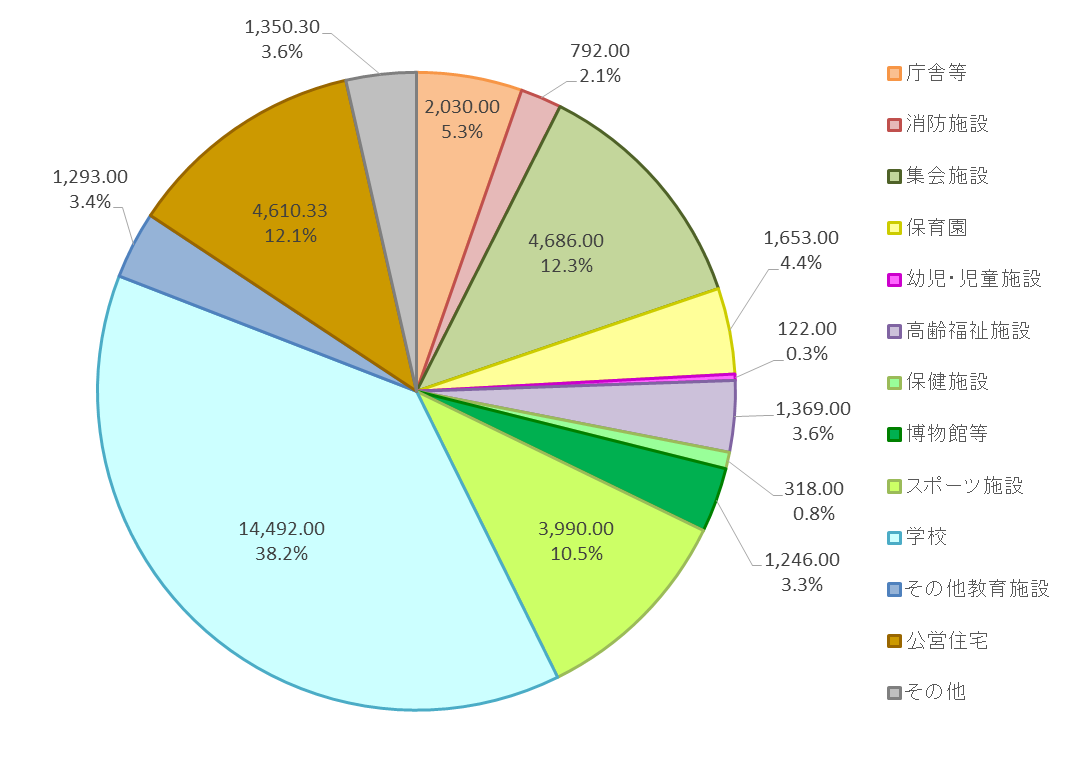 1,350.30
3.6%
792.00
2.1%
2,030.00
5.3%
1,293.00
3.4%
4,610.33
12.1%
4,686.00
12.3%
1,653.00
4.4%
122.00
0.3%
1,369.00
3.6%
318.00
0.8%
14,492.00
38.2%
3,990.00
10.5%
1,246.00
3.3%
庁舎等
消防施設
集会施設
保育園
幼児・児童施設
高齢福祉施設
保健施設
博物館等
スポーツ施設
学校
その他教育施設
公営住宅
その他